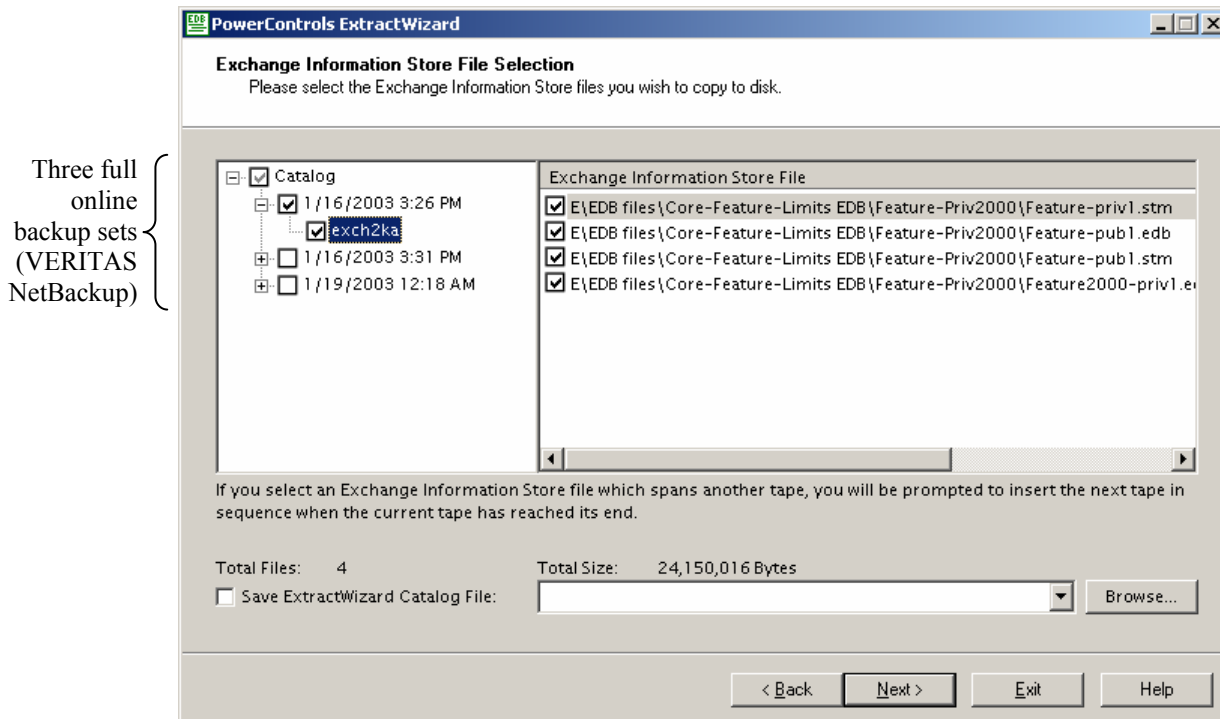 EDB
PowerControls ExtractWizard
Exchange Information Store File Selection
Please select the Exchange Information Store files you wish to copy to disk.
Three full
online
backup sets
(VERITAS
NetBackup)
Catalog
1/16/2003 3:26 PM
exch2ka
1/16/2003 3:31 PM
1/19/2003 12:18 AM
Exchange Information Store File
E\EDB files\Core-Feature-Limits EDB\Feature-Priv2000\Feature-priv1.stm
E\EDB files\Core-Feature-Limits EDB\Feature-Priv2000\Feature-pub1.edb
E\EDB files\Core-Feature-Limits EDB\Feature-Priv2000\Feature-pub1.stm
E\EDB files\Core-Feature-Limits EDB\Feature-Priv2000\Feature2000-priv1.e
If you select an Exchange Information Store file which spans another tape, you will be prompted to insert the next tape in
sequence when the current tape has reached its end.
Total Files: 4 Total Size: 24,150,016 Bytes
Save ExtractWizard Catalog File: Browse...
< Back Next > Exit Help